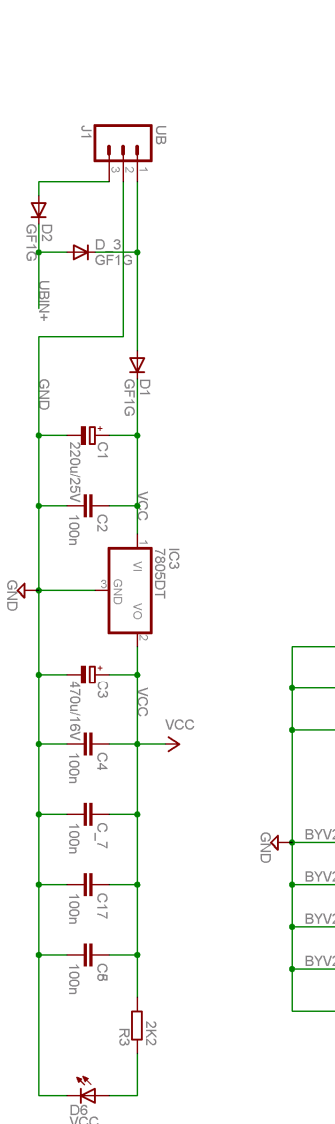 UB
J1
1
2
3
D2
GF1G
D_3
GF1G
UBIN+
D1
GF1G
GND
C1
220u/25V
VCC
C2
100n
IC3
7805DT
1
VI
GND
3
VO
2
GND
C3
470u/16V
VCC
VCC
C4
100n
C_7
100n
C17
100n
C8
100n
2K2
R3
D6
VCC
GND
BYV2
BYV2
BYV2
BYV2